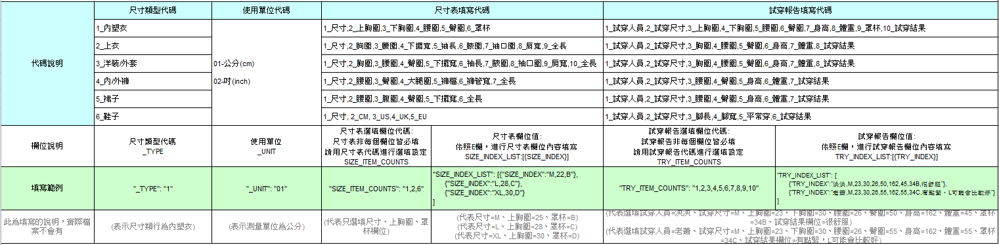 尺寸類型代碼 使用單位代碼 尺寸表填寫代碼 試穿報告填寫代碼
代碼說明
1_內塑衣 1_尺寸,2_上胸圍,3_下胸圍,4_腰圍,5_臀圍,6_罩杯 1_試穿人員,2_試穿尺寸,3_上胸圍,4_下胸圍,5_腰圍,6_臀圍,7_身高,8_體重,9_罩杯,10_試穿結果
2_上衣 1_尺寸,2_胸圍,3_腰圍,4_下擺寬,5_袖長,6_腋圍,7_袖口圍,8_肩寬,9_全長 1_試穿人員,2_試穿尺寸,3_胸圍,4_腰圍,5_臀圍,6_身高,7_體重,8_試穿結果
3_洋裝/外套 01-公分(cm) 1_尺寸,2_胸圍,3_腰圍,4_臀圍,5_下擺寬,6_袖長,7_腋圍,8_袖口圍,9_肩寬,10_全長 1_試穿人員,2_試穿尺寸,3_胸圍,4_腰圍,5_臀圍,6_身高,7_體重,8_試穿結果
4_內/外褲 02-吋(inch) 1_尺寸,2_腰圍,3_臀圍,4_大腿圍,5_褲檔,6_褲管寬,7_全長 1_試穿人員,2_試穿尺寸,3_腰圍,4_臀圍,5_身高,6_體重,7_試穿結果
5_裙子 1_尺寸,2_腰圍,3_腹圍,4_臀圍,5_下擺寬,6_全長 1_試穿人員,2_試穿尺寸,3_腰圍,4_臀圍,5_身高,6_體重,7_試穿結果
6_鞋子 1_尺寸, 2_CM, 3_US,4_UK,5_EU 1_試穿人員,2_試穿尺寸,3_腳長,4_腳寬,5_平常穿,6_試穿結果
欄位說明
尺寸類型代碼
_TYPE
使用單位
_UNIT
尺寸表選填欄位代碼:
尺寸表非每個欄位皆必填
請用尺寸表代碼進行選填設定
SIZE_ITEM_COUNTS
尺寸表欄位值:
依照E欄，進行尺寸表欄位內容填寫
SIZE_INDEX_LIST:[{SIZE_INDEX}]
試穿報告選填欄位代碼:
試穿報告非每個欄位皆必填
請用試穿報告代碼進行選填設定
TRY_ITEM_COUNTS
試穿報告欄位值:
依照E欄，進行試穿報告欄位內容填寫
TRY_INDEX_LIST:[{TRY_INDEX}]
填寫範例
"_TYPE": "1"
"_UNIT": "01"
"SIZE_ITEM_COUNTS": "1,2,6"
"SIZE_INDEX_LIST": [{"SIZE_INDEX":"M,22,B"},
{"SIZE_INDEX":"L,28,C"},
{"SIZE_INDEX":"XL,30,D"}
]
"TRY_ITEM_COUNTS": "1,2,3,4,5,6,7,8,9,10"
"TRY_INDEX_LIST": [
{"TRY_INDEX":"泱泱,M,23,30,26,50,162,45,34B,很舒服"},
{"TRY_INDEX":"老蕭,M,23,30,26,55,162,55,34C,有點緊，L可能會比較好"}
]
此為填寫的說明，實際檔
案不會有
(表示尺寸類行為內塑衣)
(表示測量單位為公分)
(代表只選填尺寸、上胸圍、罩
杯欄位)
(代表尺寸=M、上胸圍=25、罩杯=B)
(代表尺寸=L、上胸圍=28、罩杯=C)
(代表尺寸=XL、上胸圍=30、罩杯=D)
(代表選填試穿人員=泱泱、試穿尺寸=M、上胸圍=23、下胸圍=30、腰圍=26、臀圍=50、身高=162、體重=45、罩杯
=34B、試穿結果欄位=很舒服)
(代表選填試穿人員=老蕭、試穿尺寸=M、上胸圍=23、下胸圍=30、腰圍=26、臀圍=55、身高=162、體重=55、罩杯
=34C、試穿結果欄位=有點緊，L可能會比較好)